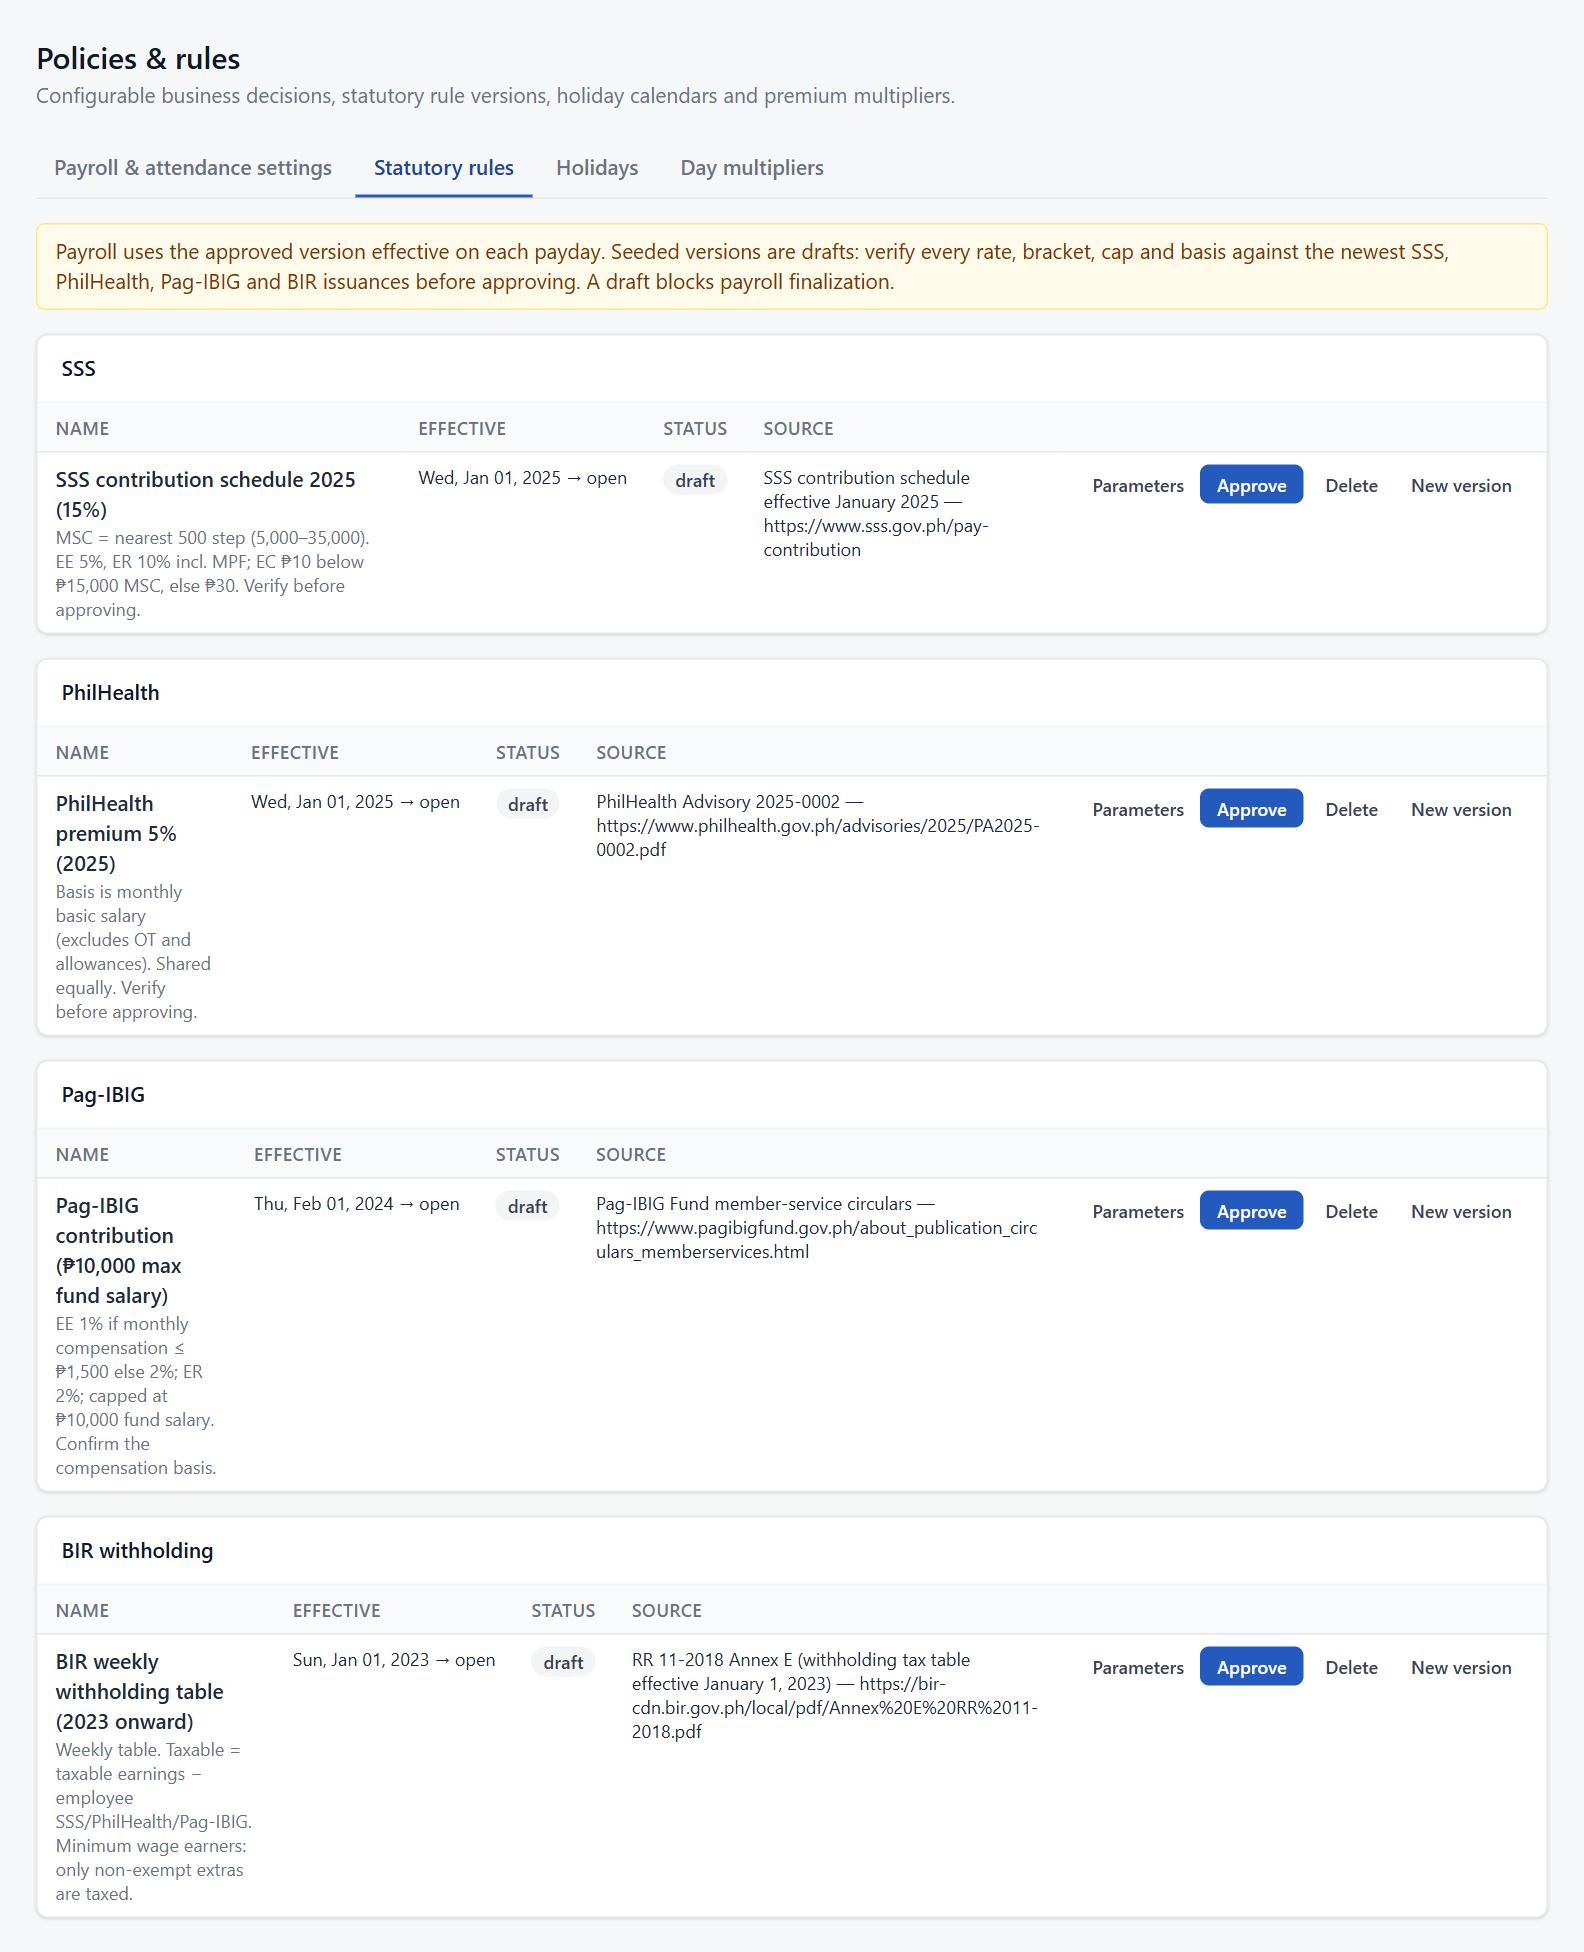 Policies & rules
Configurable business decisions, statutory rule versions, holiday calendars and premium multipliers.
Payroll & attendance settings
Statutory rules
Holidays
Day multipliers
Payroll uses the approved version effective on each payday. Seeded versions are drafts: verify every rate, bracket, cap and basis against the newest SSS,
PhilHealth, Pag-IBIG and BIR issuances before approving. A draft blocks payroll finalization.
SSS
NAME EFFECTIVE STATUS SOURCE
SSS contribution schedule 2025
(15%)
MSC = nearest 500 step (5,000–35,000).
EE 5%, ER 10% incl. MPF; EC ₱10 below
₱15,000 MSC, else ₱30. Verify before
approving.
Wed, Jan 01, 2025 → open
draft
SSS contribution schedule
effective January 2025 —
https://www.sss.gov.ph/pay-
contribution
Parameters Approve Delete New version
PhilHealth
NAME EFFECTIVE STATUS SOURCE
PhilHealth
premium 5%
(2025)
Basis is monthly
basic salary
(excludes OT and
allowances). Shared
equally. Verify
before approving.
Wed, Jan 01, 2025 → open
draft
PhilHealth Advisory 2025-0002 —
https://www.philhealth.gov.ph/advisories/2025/PA2025-
0002.pdf
Parameters Approve Delete New version
Pag-IBIG
NAME EFFECTIVE STATUS SOURCE
Pag-IBIG
contribution
(₱10,000 max
fund salary)
EE 1% if monthly
compensation ≤
₱1,500 else 2%; ER
2%; capped at
₱10,000 fund salary.
Confirm the
compensation basis.
Thu, Feb 01, 2024 → open
draft
Pag-IBIG Fund member-service circulars —
https://www.pagibigfund.gov.ph/about_publication_circ
ulars_memberservices.html
Parameters Approve Delete New version
BIR withholding
NAME EFFECTIVE STATUS SOURCE
BIR weekly
withholding table
(2023 onward)
Weekly table. Taxable =
taxable earnings −
employee
SSS/PhilHealth/Pag-IBIG.
Minimum wage earners:
only non-exempt extras
are taxed.
Sun, Jan 01, 2023 → open
draft
RR 11-2018 Annex E (withholding tax table
effective January 1, 2023) — https://bir-
cdn.bir.gov.ph/local/pdf/Annex%20E%20RR%2011-
2018.pdf
Parameters Approve Delete New version